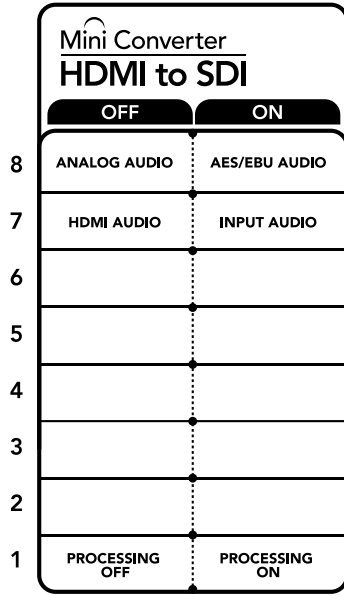 Mini Converter
HDMI to SDI
OFF ON
8 ANALOG AUDIO AES/EBU AUDIO
7 HDMI AUDIO INPUT AUDIO
6
5
4
3
2
1 PROCESSING OFF PROCESSING ON